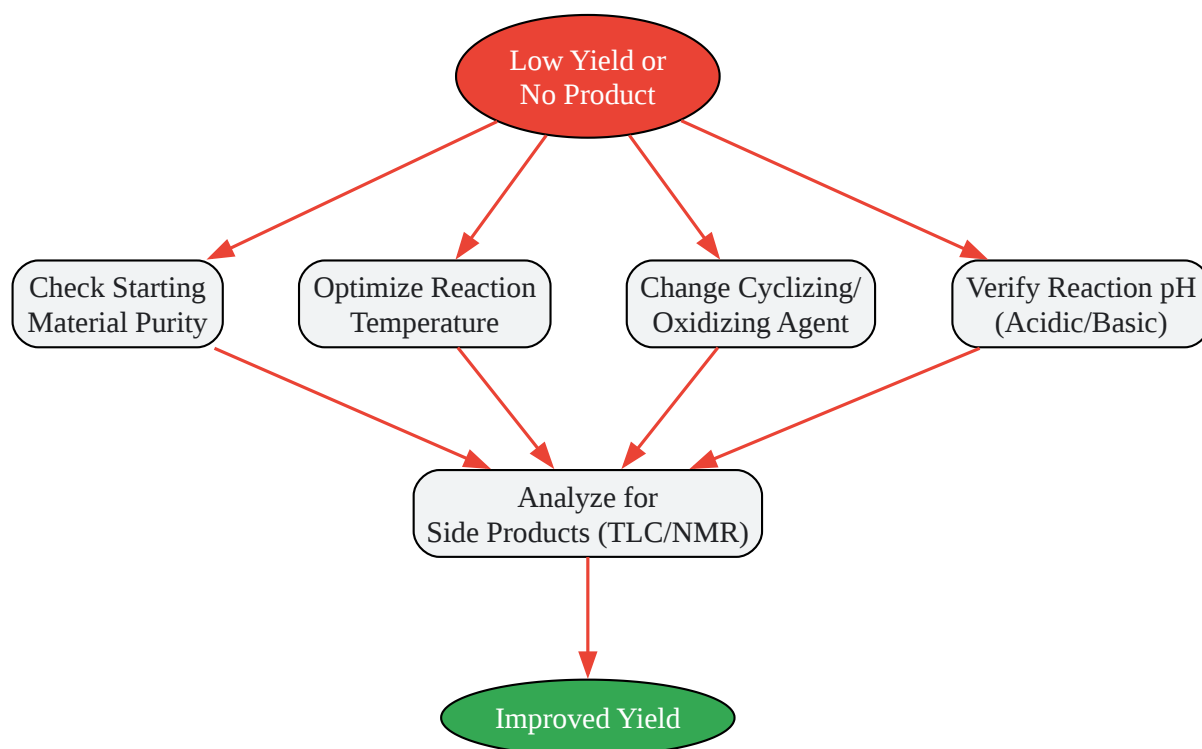 Low Yield or
No Product
Check Starting
Material Purity
Optimize Reaction
Temperature
Change Cyclizing/
Oxidizing Agent
Verify Reaction pH
(Acidic/Basic)
Analyze for
Side Products (TLC/NMR)
Improved Yield